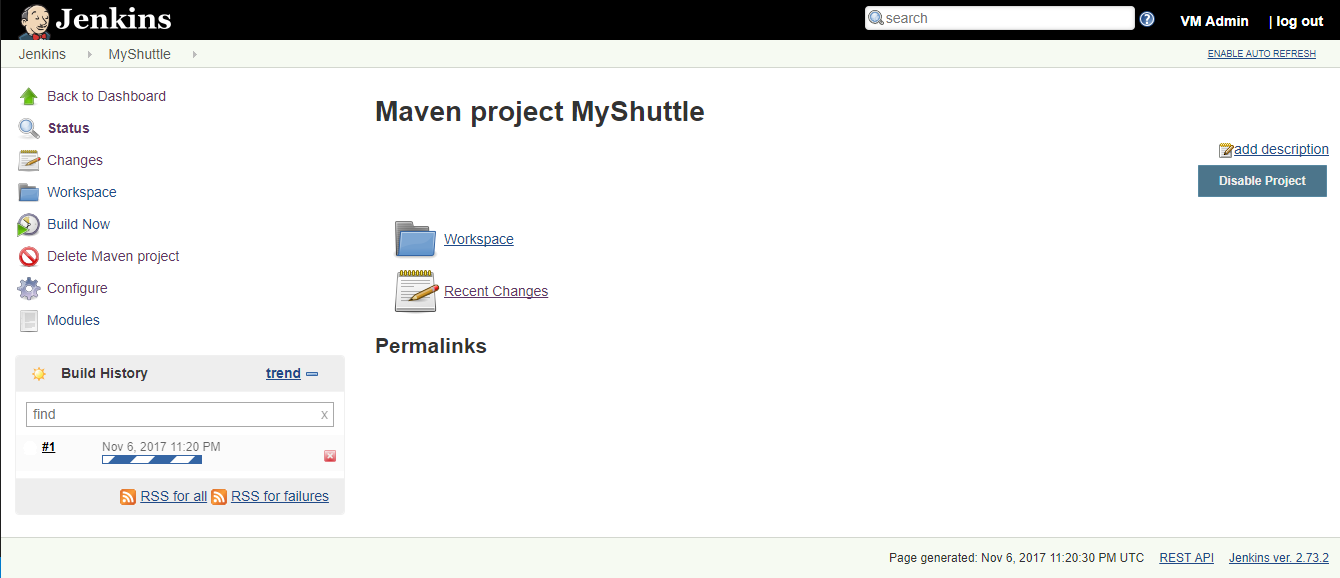 Jenkins
search
VM Admin
| log out
Jenkins
MyShuttle
ENABLE AUTO REFRESH
Back to Dashboard
Status
Changes
Workspace
Build Now
Delete Maven project
Configure
Modules
Maven project MyShuttle
add description
Disable Project
Workspace
Recent Changes
Permalinks
Build History
trend
find
x
#1
Nov 6, 2017 11:20 PM
RSS for all
RSS for failures
Page generated: Nov 6, 2017 11:20:30 PM UTC
REST API
Jenkins ver. 2.73.2